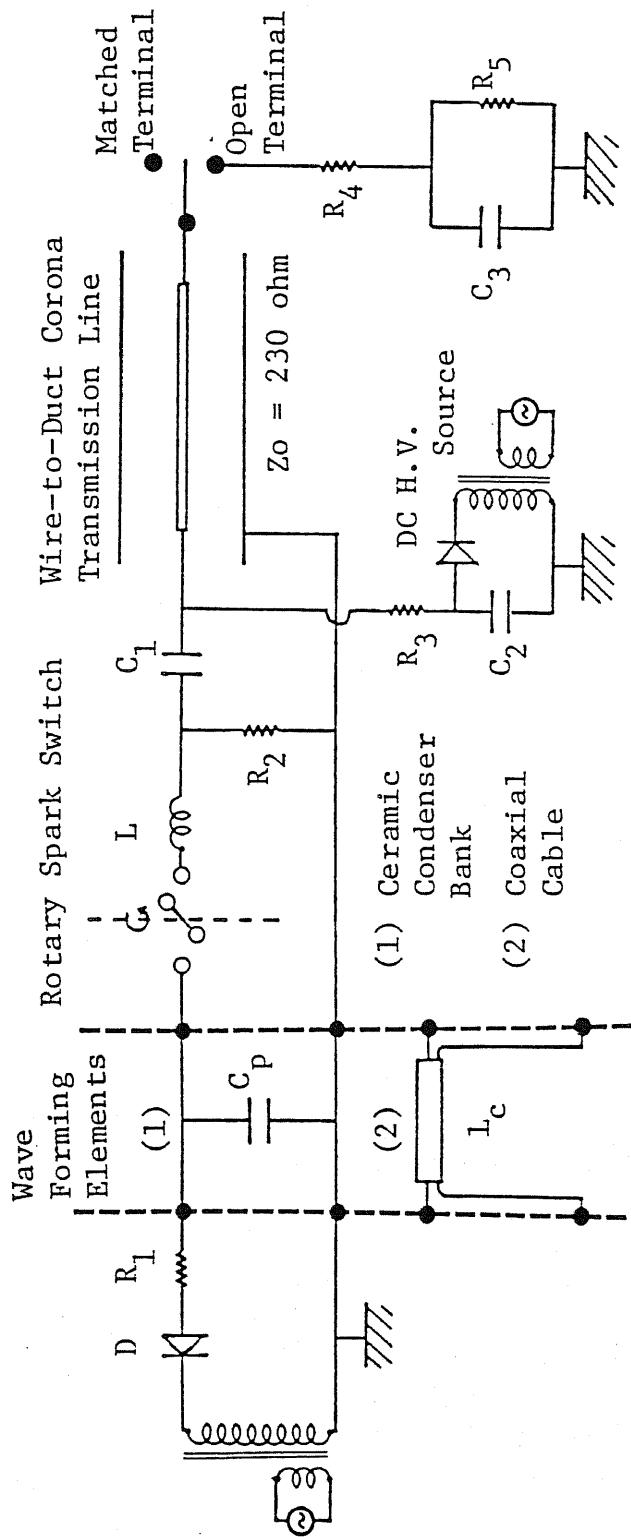 Wave
Forming
Elements
Rotary Spark Switch
Wire-to-Duct Corona
Transmission Line
Matched
Terminal
Open
Terminal
D
R1
(1)
Cp
L
R2
C1
Zo = 230 ohm
R4
R3
C2
DC H.V.
Source
C3
R5
(2)
lc
(1) Ceramic
Condenser
Bank
(2) Coaxial
Cable